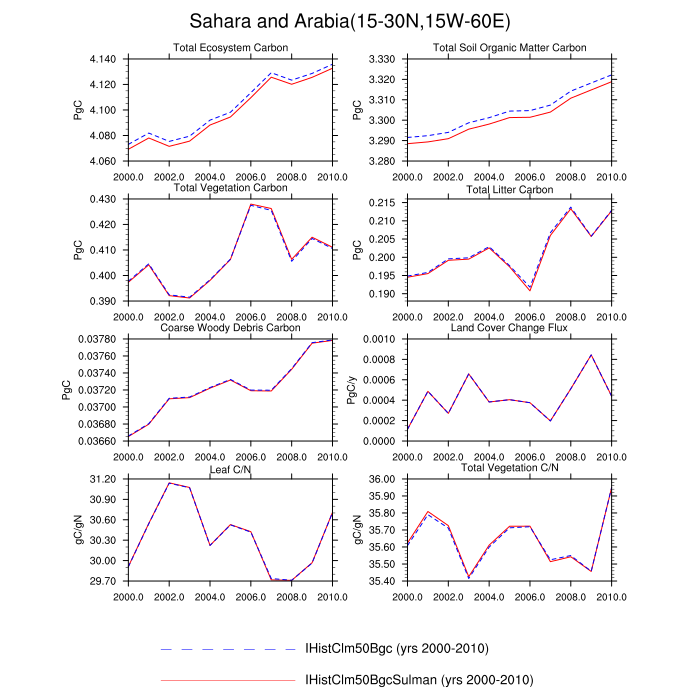 Sahara and Arabia(15-30N,15W-60E)
Total Ecosystem Carbon
PgC
4.140
4.120
4.100
4.080
4.060
2000.0 2002.0 2004.0 2006.0 2008.0 2010.0
Total Soil Organic Matter Carbon
PgC
3.330
3.320
3.310
3.300
3.290
3.280
2000.0 2002.0 2004.0 2006.0 2008.0 2010.0
Total Vegetation Carbon
PgC
0.430
0.420
0.410
0.400
0.390
2000.0 2002.0 2004.0 2006.0 2008.0 2010.0
Total Litter Carbon
PgC
0.215
0.210
0.205
0.200
0.195
0.190
2000.0 2002.0 2004.0 2006.0 2008.0 2010.0
Coarse Woody Debris Carbon
PgC
0.03780
0.03760
0.03740
0.03720
0.03700
0.03680
0.03660
2000.0 2002.0 2004.0 2006.0 2008.0 2010.0
Land Cover Change Flux
PgC/y
0.0010
0.0008
0.0006
0.0004
0.0002
0.0000
2000.0 2002.0 2004.0 2006.0 2008.0 2010.0
Leaf C/N
gC/gN
31.20
30.90
30.60
30.30
30.00
29.70
2000.0 2002.0 2004.0 2006.0 2008.0 2010.0
Total Vegetation C/N
gC/gN
36.00
35.90
35.80
35.70
35.60
35.50
35.40
2000.0 2002.0 2004.0 2006.0 2008.0 2010.0
IHistClm50Bgc (yrs 2000-2010)
IHistClm50BgcSulman (yrs 2000-2010)